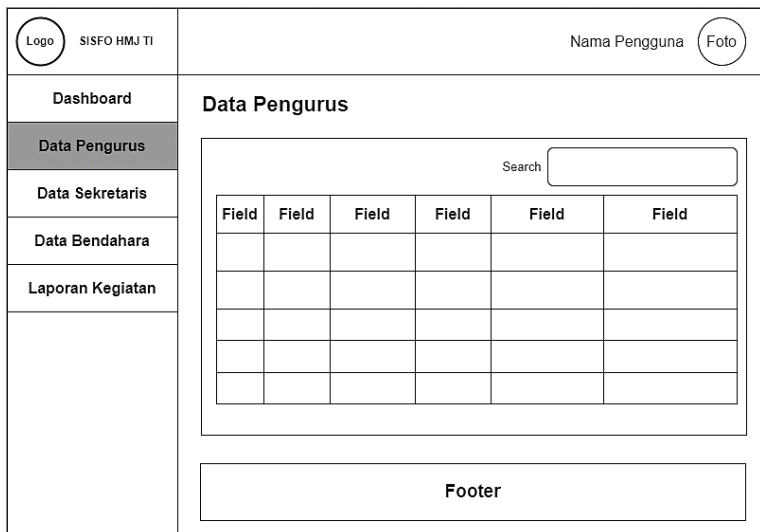 Logo SISFO HMJ TI
Nama Pengguna Foto
Dashboard
Data Pengurus
Data Sekretaris
Data Bendahara
Laporan Kegiatan
Data Pengurus
Search
Field Field Field Field Field Field
Footer